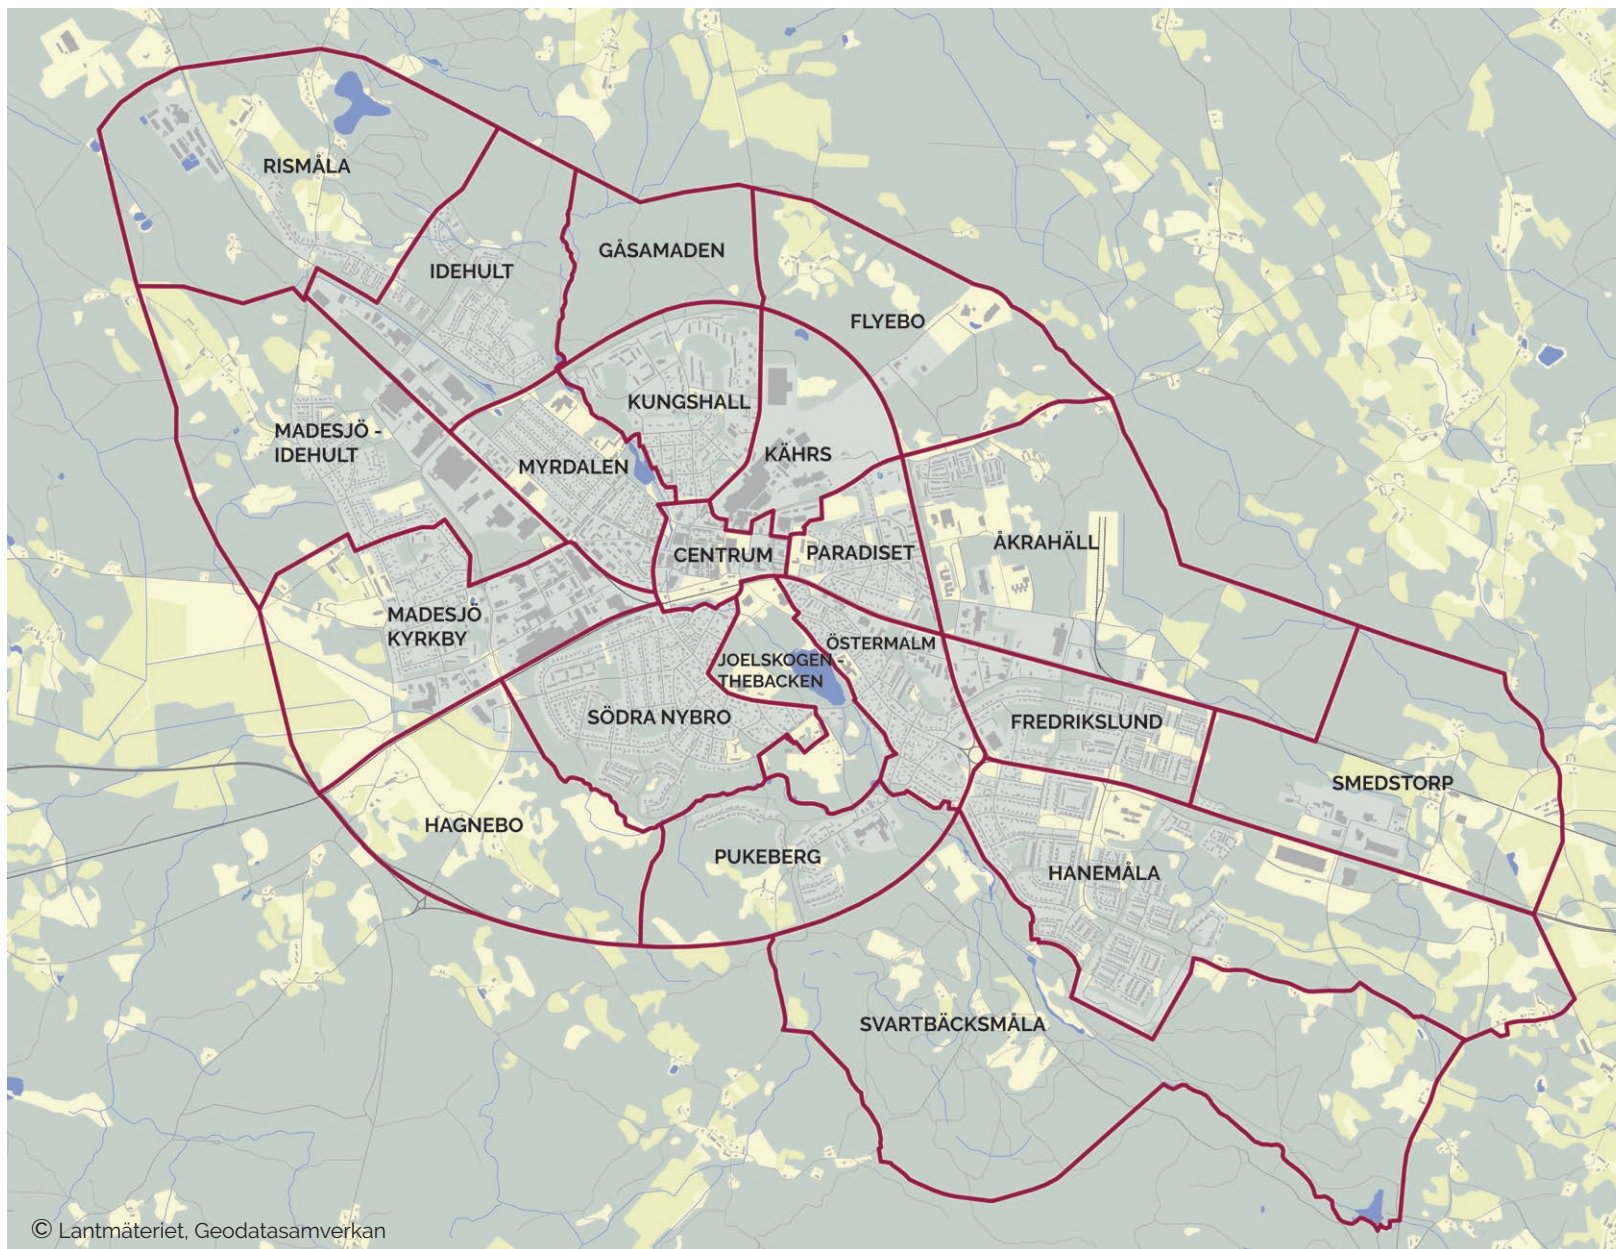 RISMÅLA
GÅSAMADEN
IDEHULT
FLYEBO
KUNGSHALL
MADESJÖ -
IDEHULT
KÄHRS
MYRDALEN
ÅKRAHÄLL
CENTRUM
PARADISET
MADESJÖ
KYRKBY
ÖSTERMALM
JOELSKOGEN -
THEBACKEN
SÖDRA NYBRO
FREDRIKSLUND
SMEDSTORP
HAGNEBO
PUKEBERG
HANEMÅLA
SVARTBÄCKSMÅLA
© Lantmäteriet, Geodatasamverkan